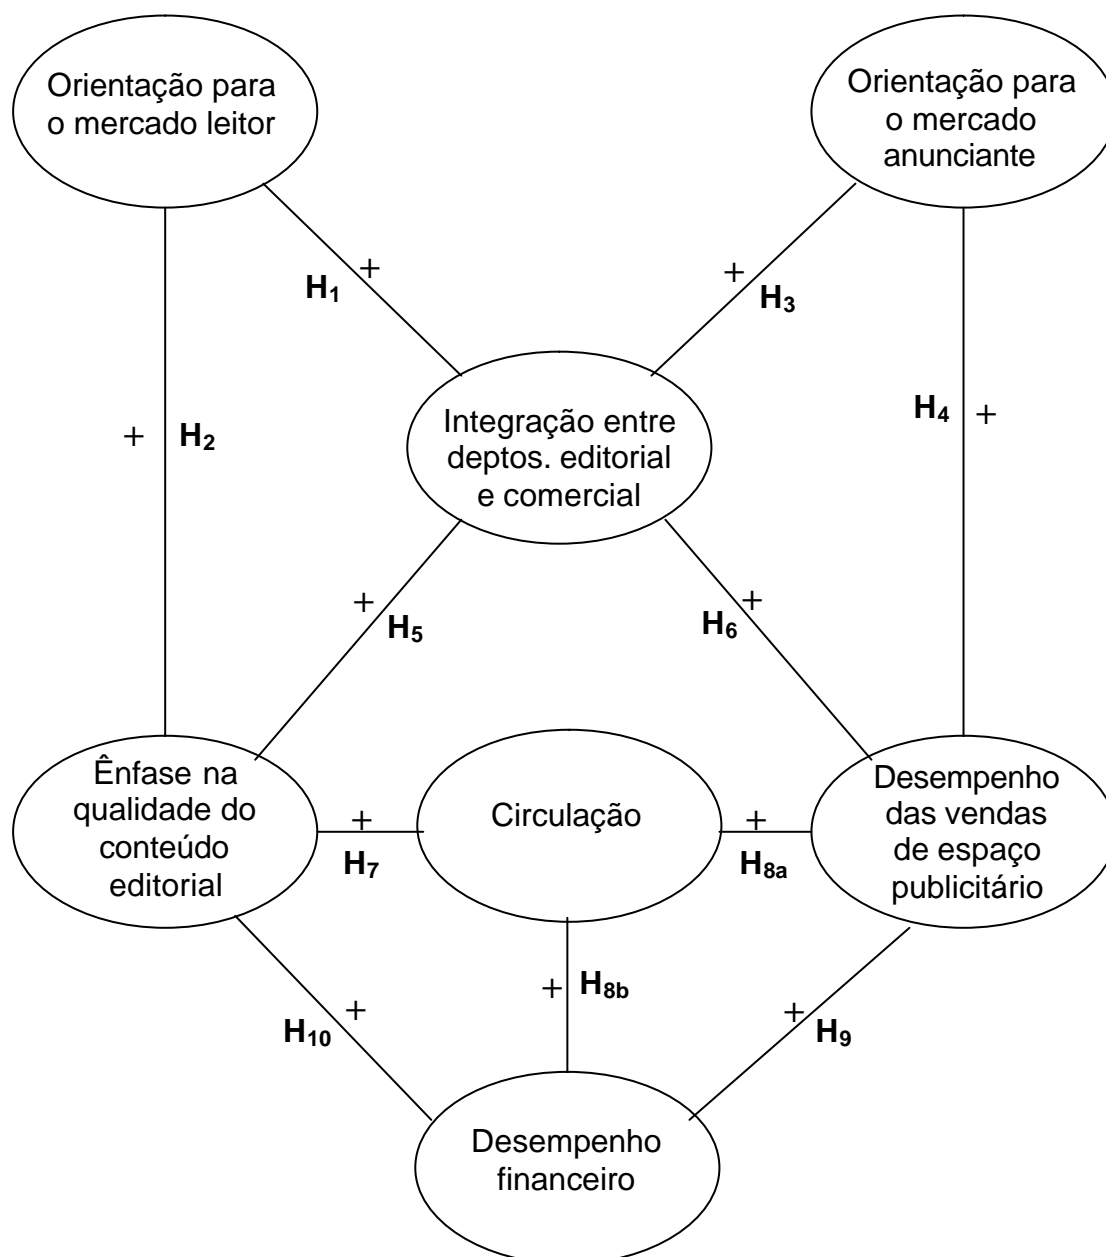 Orientação para
o mercado leitor
Orientação para
o mercado
anunciante
+
H1
+
H3
+
H2
H4
+
Integração entre
deptos. editorial
e comercial
+
H5
+
H6
Ênfase na
qualidade do
conteúdo
editorial
+
H7
Circulação
+
H8a
Desempenho
das vendas
de espaço
publicitário
+
H10
+
H8b
+
H9
Desempenho
financeiro